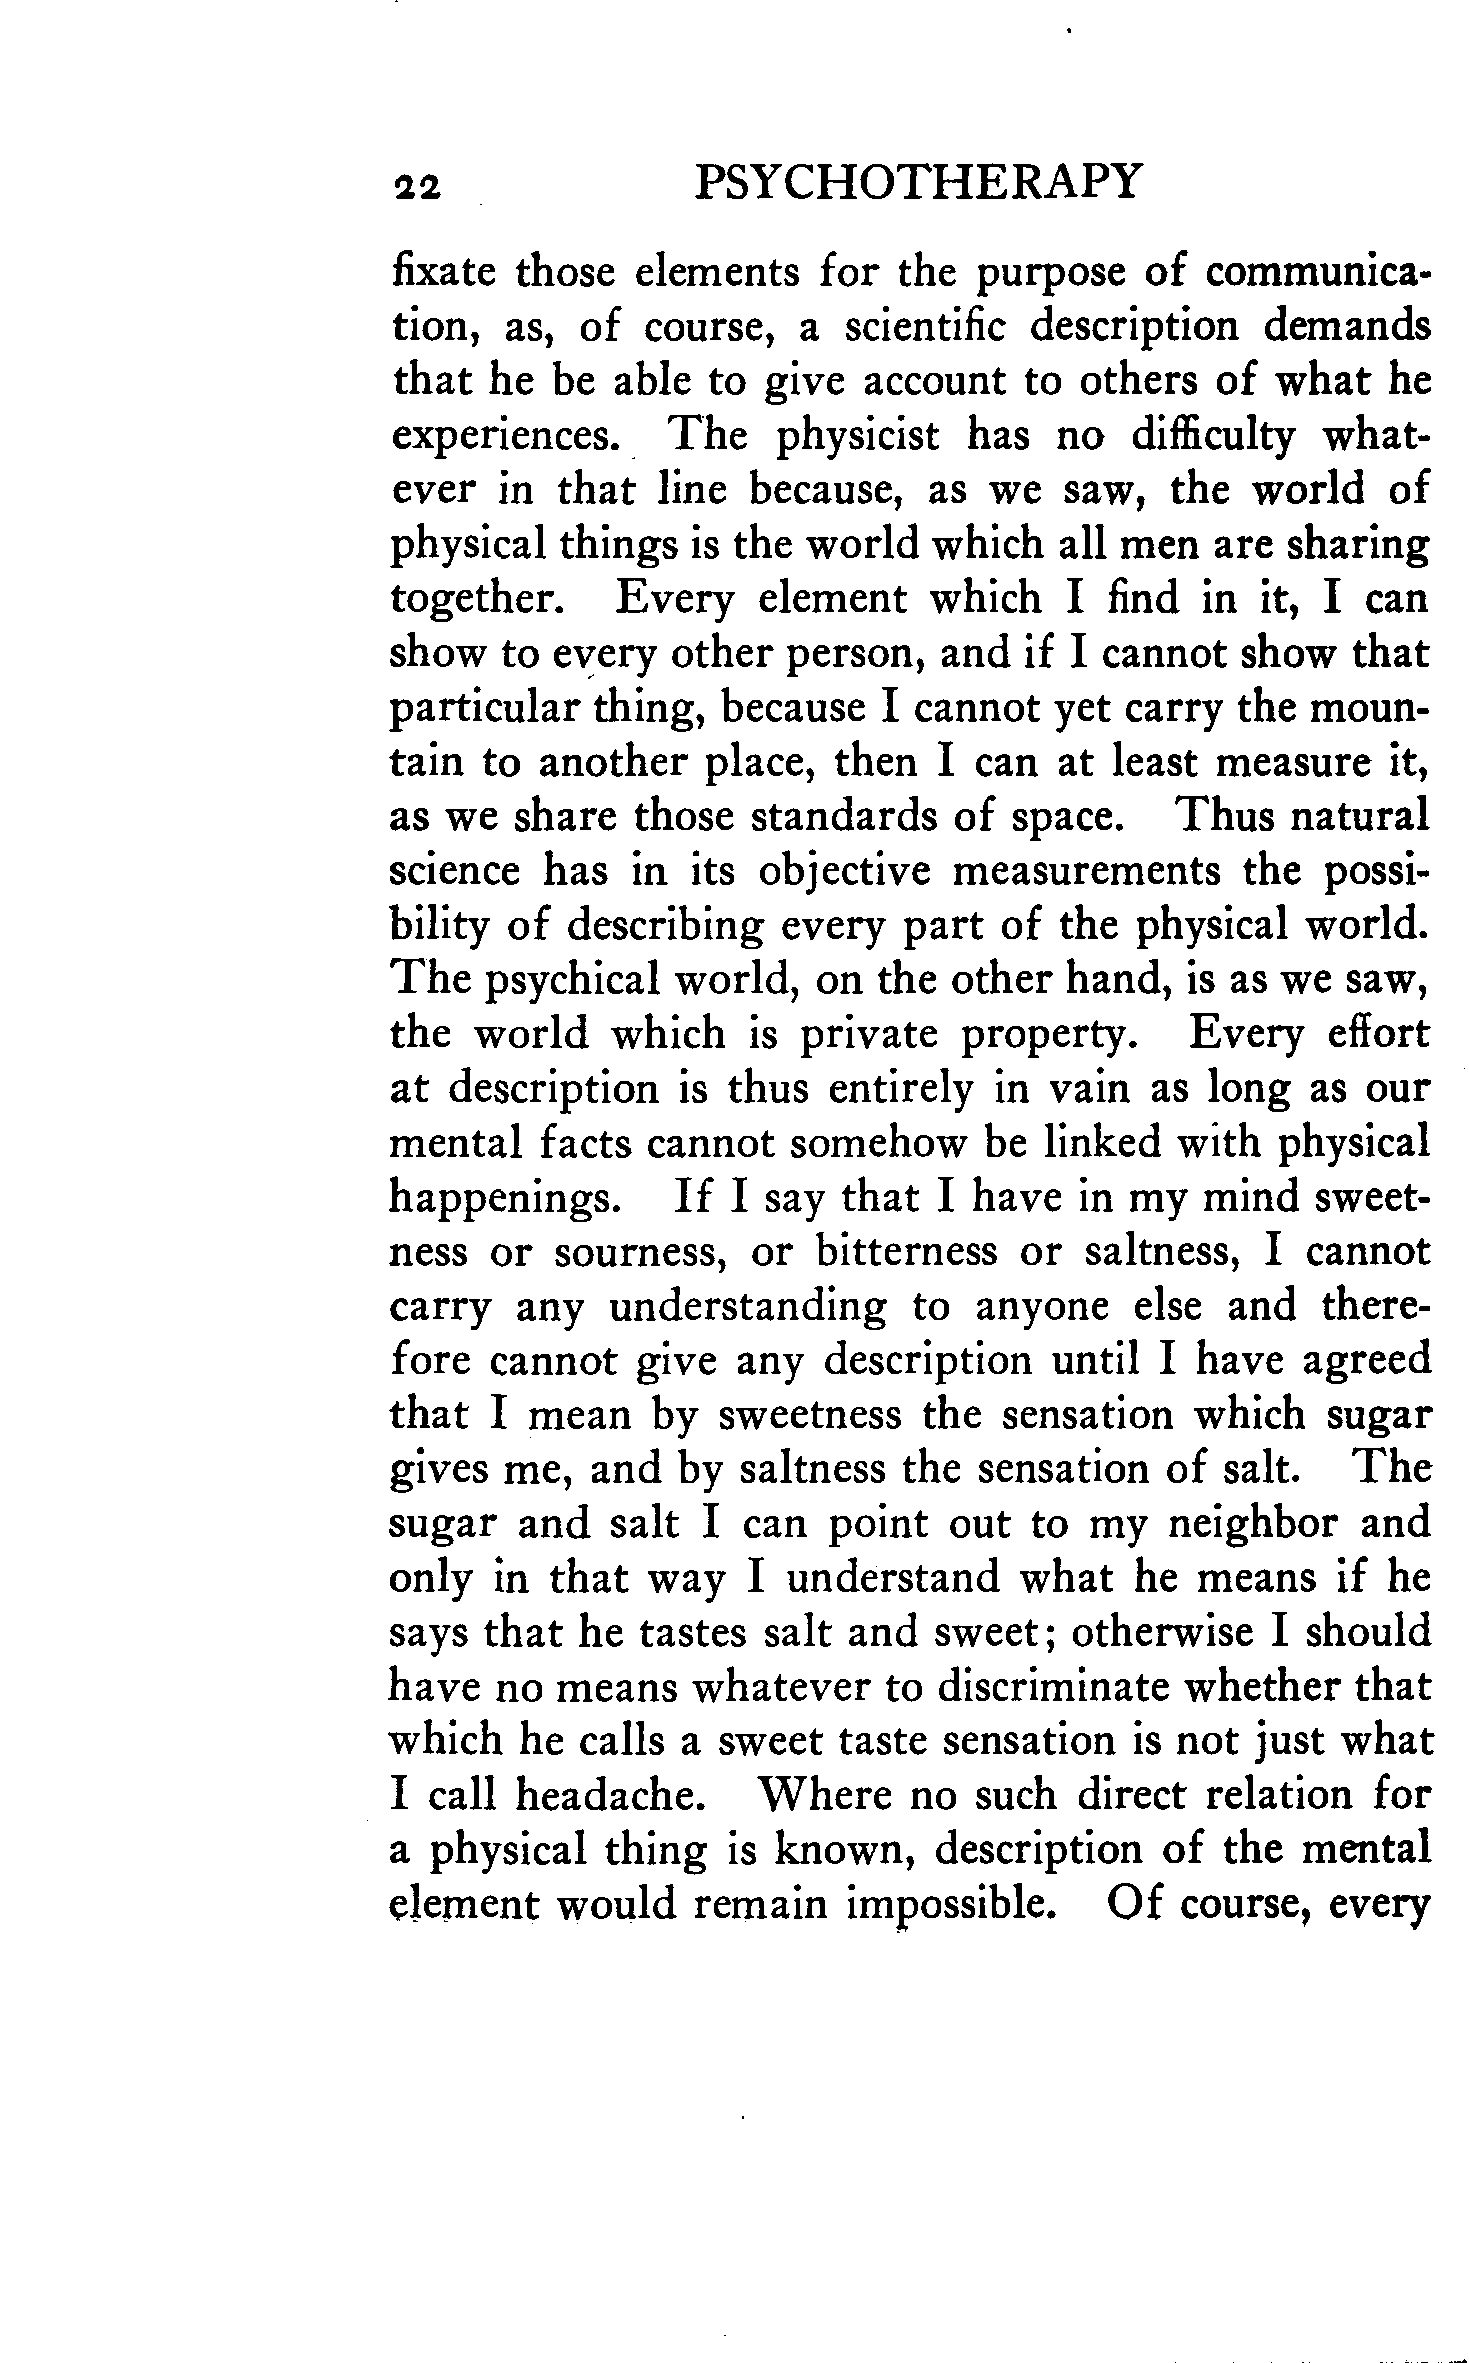 22 PSYCHOTHERAPY
fixate those elements for the purpose of communica-
tion, as, of course, a scientific description demands
that he be able to give account to others of what he
experiences. The physicist has no difficulty what-
ever in that line because, as we saw, the world of
physical things is the world which all men are sharing
together. Every element which I find in it, I can
show to every other person, and if I cannot show that
particular thing, because I cannot yet carry the moun-
tain to another place, then I can at least measure it,
as we share those standards of space. Thus natural
science has in its objective measurements the possi-
bility of describing every part of the physical world.
The psychical world, on the other hand, is as we saw,
the world which is private property. Every effort
at description is thus entirely in vain as long as our
mental facts cannot somehow be linked with physical
happenings. If I say that I have in my mind sweet-
ness or sourness, or bitterness or saltness, I cannot
carry any understanding to anyone else and there-
fore cannot give any description until I have agreed
that I mean by sweetness the sensation which sugar
gives me, and by saltness the sensation of salt. The
sugar and salt I can point out to my neighbor and
only in that way I understand what he means if he
says that he tastes salt and sweet; otherwise I should
have no means whatever to discriminate whether that
which he calls a sweet taste sensation is not just what
I call headache. Where no such direct relation for
a physical thing is known, description of the mental
element would remain impossible. Of course, every